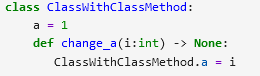 class ClassWithClassMethod:
    a = 1
    def change_a(i:int) -> None:
        ClassWithClassMethod.a = i